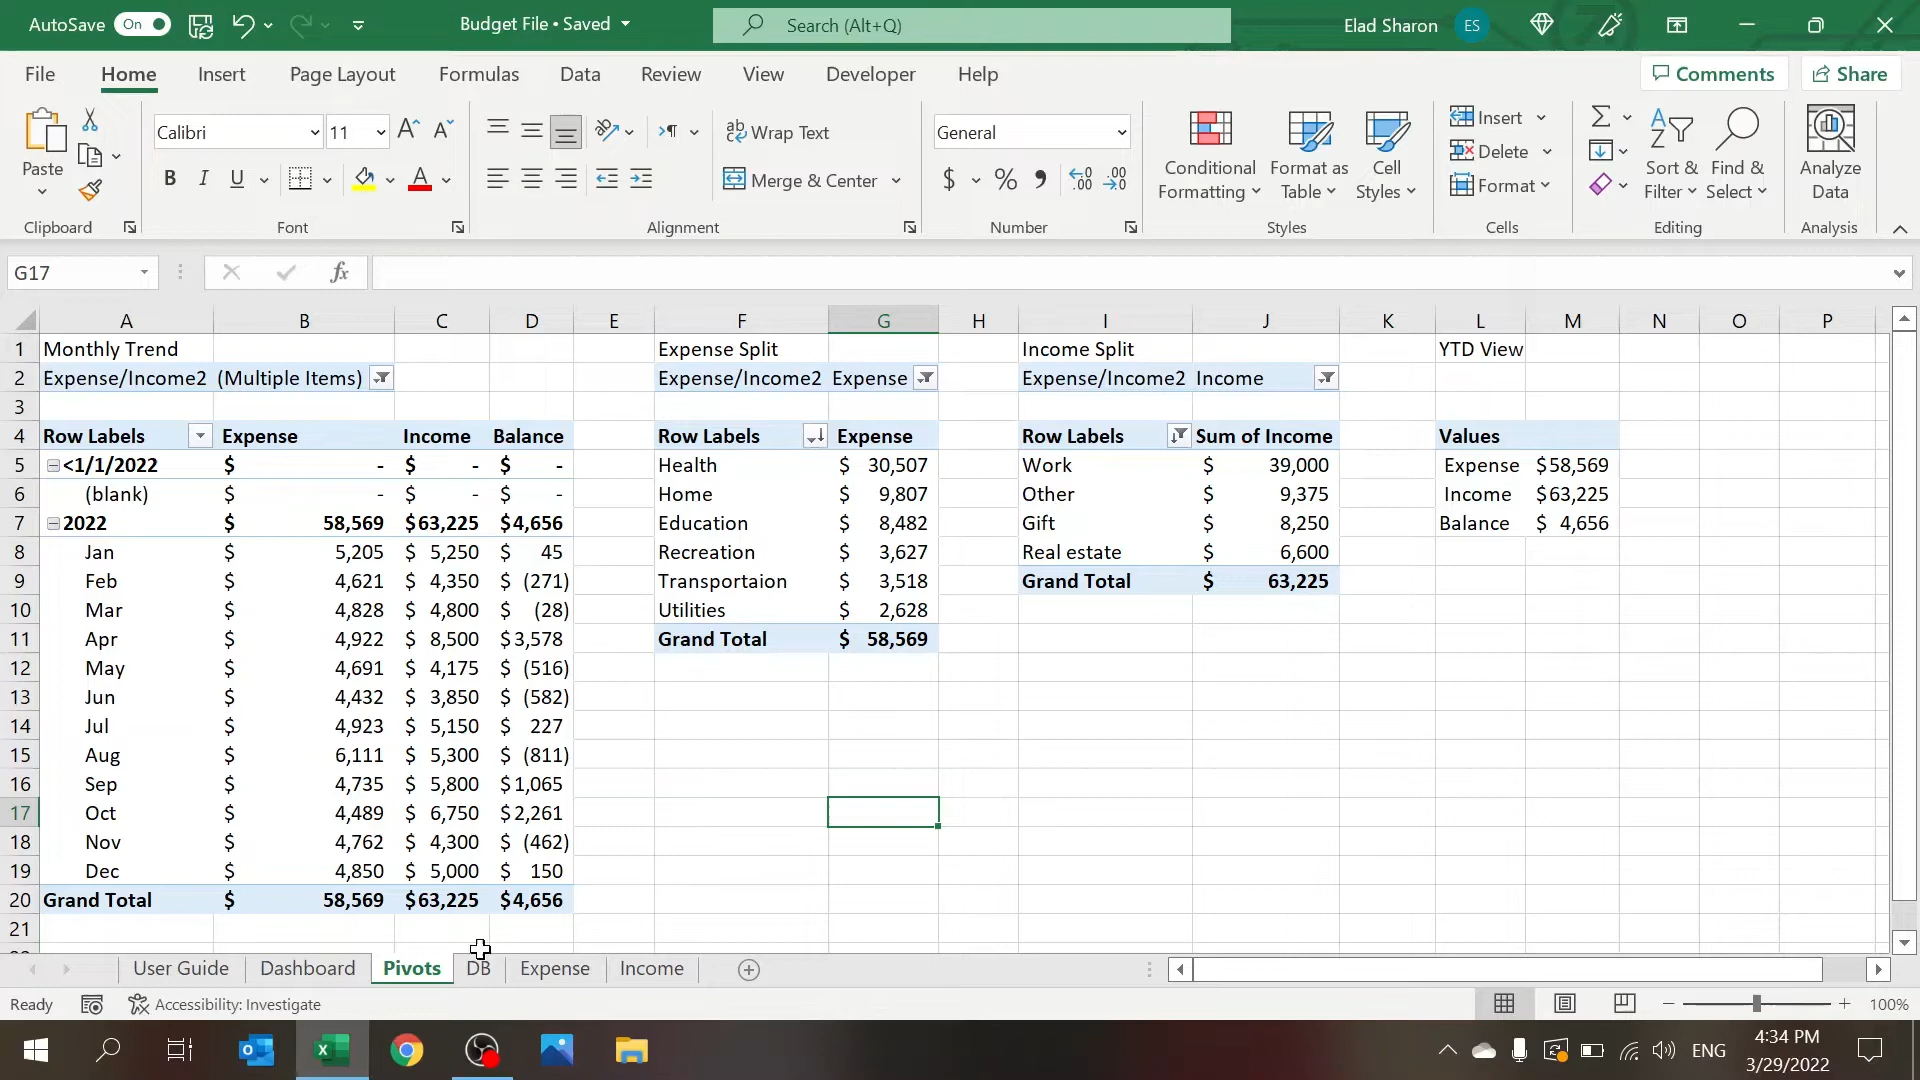 AutoSave On Budget File • Saved Search (Alt+Q) Elad Sharon ES
File Home Insert Page Layout Formulas Data Review View Developer Help Comments Share
Calibri 11 Wrap Text General Insert
Paste B I U Merge & Center $ % Conditional Formatting Format as Table Cell Styles Delete Format Sort & Filter Find & Select Analyze Data
Clipboard Font Alignment Number Styles Cells Editing Analysis
G17 fx
A B C D E F G H I J K L M N O P
1 Monthly Trend Expense Split Income Split YTD View
2 Expense/Income2 (Multiple Items) Expense/Income2 Expense Expense/Income2 Income
3
4 Row Labels Expense Income Balance Row Labels Expense Row Labels Sum of Income Values
5 <1/1/2022 $ - $ - $ - Health $ 30,507 Work $ 39,000 Expense $58,569
6 (blank) $ - $ - $ - Home $ 9,807 Other $ 9,375 Income $63,225
7 2022 $ 58,569 $63,225 $4,656 Education $ 8,482 Gift $ 8,250 Balance $ 4,656
8 Jan $ 5,205 $ 5,250 $ 45 Recreation $ 3,627 Real estate $ 6,600
9 Feb $ 4,621 $ 4,350 $ (271) Transportaion $ 3,518 Grand Total $ 63,225
10 Mar $ 4,828 $ 4,800 $ (28) Utilities $ 2,628
11 Apr $ 4,922 $ 8,500 $3,578 Grand Total $ 58,569
12 May $ 4,691 $ 4,175 $ (516)
13 Jun $ 4,432 $ 3,850 $ (582)
14 Jul $ 4,923 $ 5,150 $ 227
15 Aug $ 6,111 $ 5,300 $ (811)
16 Sep $ 4,735 $ 5,800 $1,065
17 Oct $ 4,489 $ 6,750 $2,261
18 Nov $ 4,762 $ 4,300 $ (462)
19 Dec $ 4,850 $ 5,000 $ 150
20 Grand Total $ 58,569 $63,225 $4,656
21
User Guide Dashboard Pivots DB Expense Income
Ready Accessibility: Investigate 100%
ENG 4:34 PM
3/29/2022